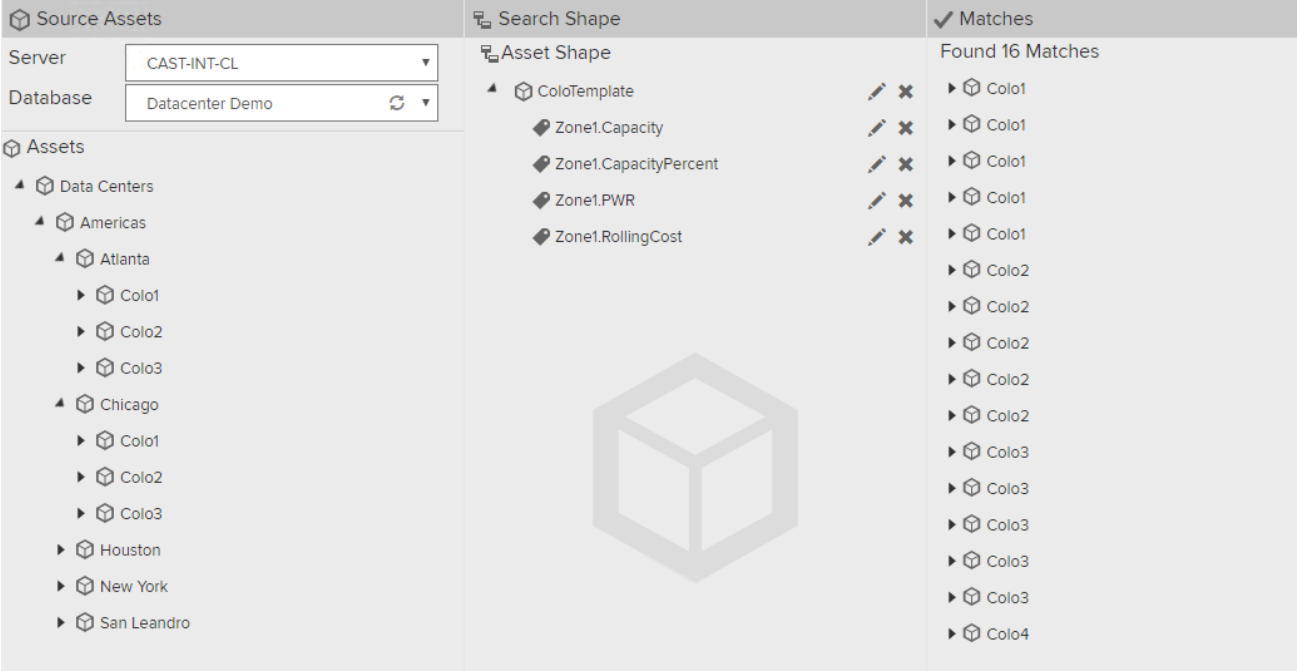 Source Assets
Server
CAST-INT-CL
Database
Datacenter Demo
Assets
Data Centers
Americas
Atlanta
Colo1
Colo2
Colo3
Chicago
Colo1
Colo2
Colo3
Houston
New York
San Leandro
Search Shape
Asset Shape
ColoTemplate
Zone1.Capacity
Zone1.CapacityPercent
Zone1.PWR
Zone1.RollingCost
Matches
Found 16 Matches
Colo1
Colo1
Colo1
Colo1
Colo1
Colo2
Colo2
Colo2
Colo2
Colo2
Colo3
Colo3
Colo3
Colo3
Colo3
Colo4